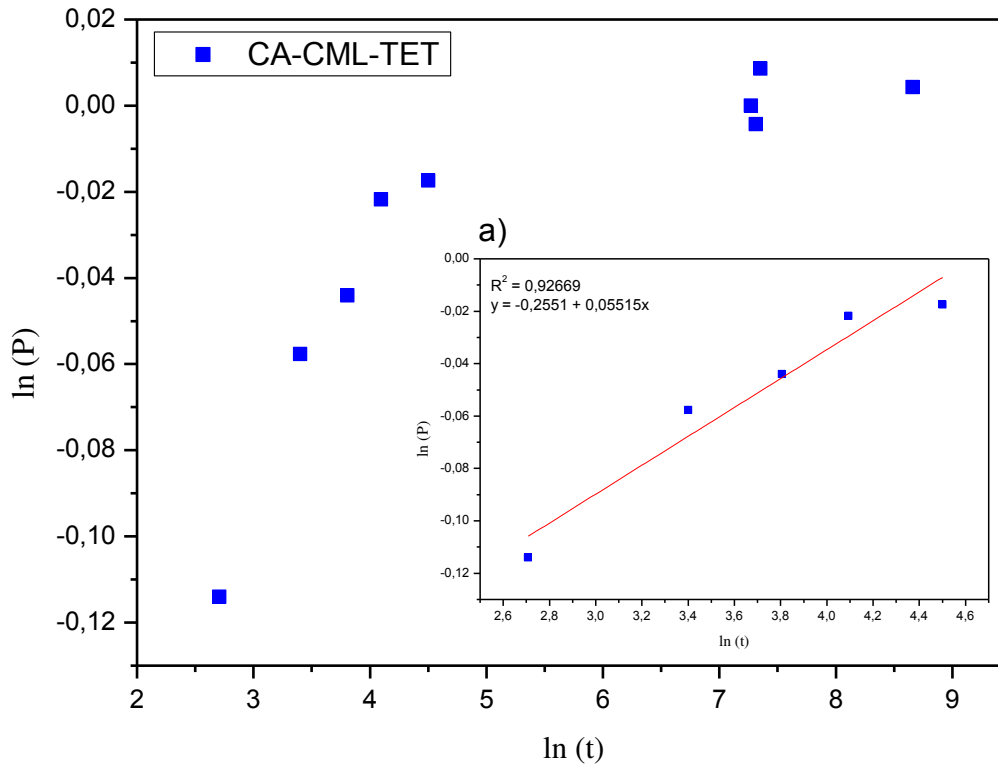 0,02
0,00
-0,02
-0,04
-0,06
-0,08
-0,10
-0,12
ln (P)
CA-CML-TET
a)
R² = 0,92669
y = -0,2551 + 0,05515x
0,00
-0,02
-0,04
-0,06
-0,08
-0,10
-0,12
ln (P)
2,6 2,8 3,0 3,2 3,4 3,6 3,8 4,0 4,2 4,4 4,6
ln (t)
2 3 4 5 6 7 8 9
ln (t)